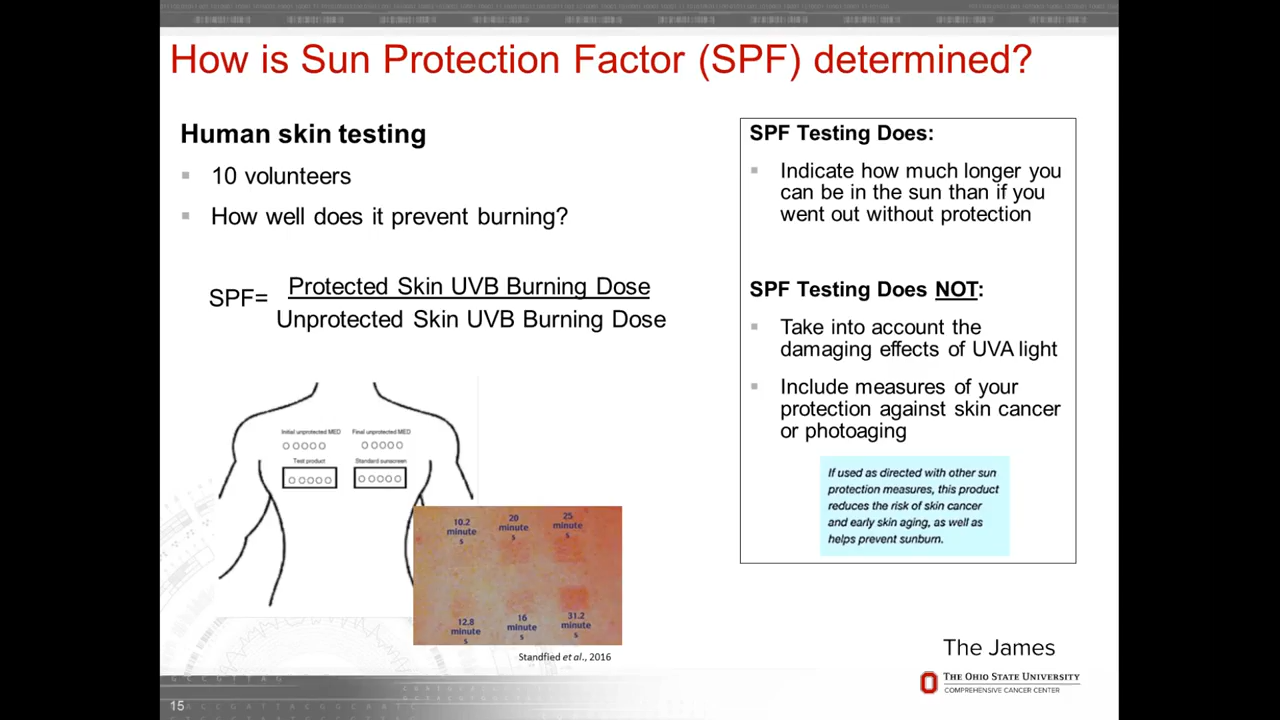 How is Sun Protection Factor (SPF) determined?
Human skin testing
10 volunteers
How well does it prevent burning?
SPF=
Protected Skin UVB Burning Dose
Unprotected Skin UVB Burning Dose
Initial unprotected MED
Final unprotected MED
Test product
Standard sunscreen
10.2
minute
s
20
minute
s
25
minute
s
12.8
minute
s
16
minute
s
31.2
minute
s
Standfied et al., 2016
SPF Testing Does:
Indicate how much longer you
can be in the sun than if you
went out without protection
SPF Testing Does NOT:
Take into account the
damaging effects of UVA light
Include measures of your
protection against skin cancer
or photoaging
If used as directed with other sun
protection measures, this product
reduces the risk of skin cancer
and early skin aging, as well as
helps prevent sunburn.
The James
THE OHIO STATE UNIVERSITY
COMPREHENSIVE CANCER CENTER
15